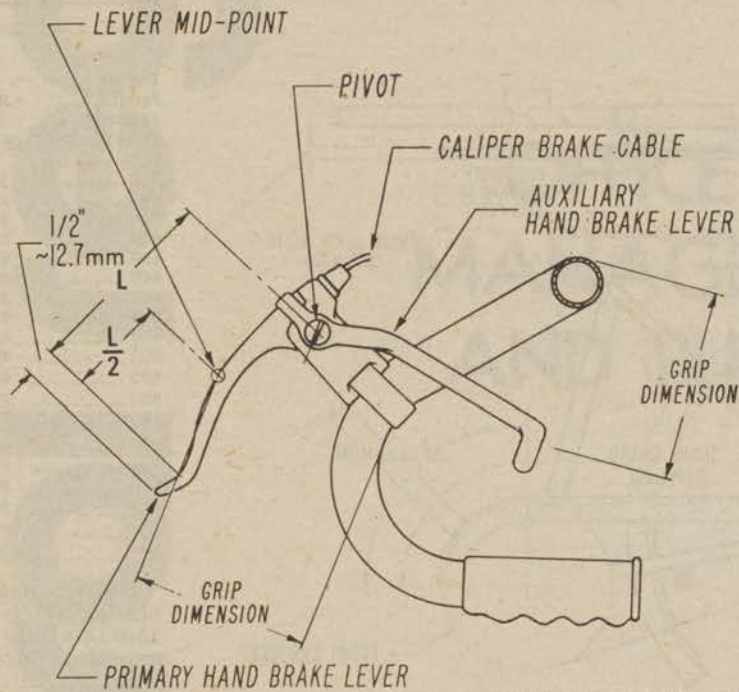 LEVER MID-POINT
PIVOT
CALIPER BRAKE CABLE
AUXILIARY
HAND BRAKE LEVER
1/2"
~12.7mm
L
L/2
GRIP
DIMENSION
GRIP
DIMENSION
PRIMARY HAND BRAKE LEVER